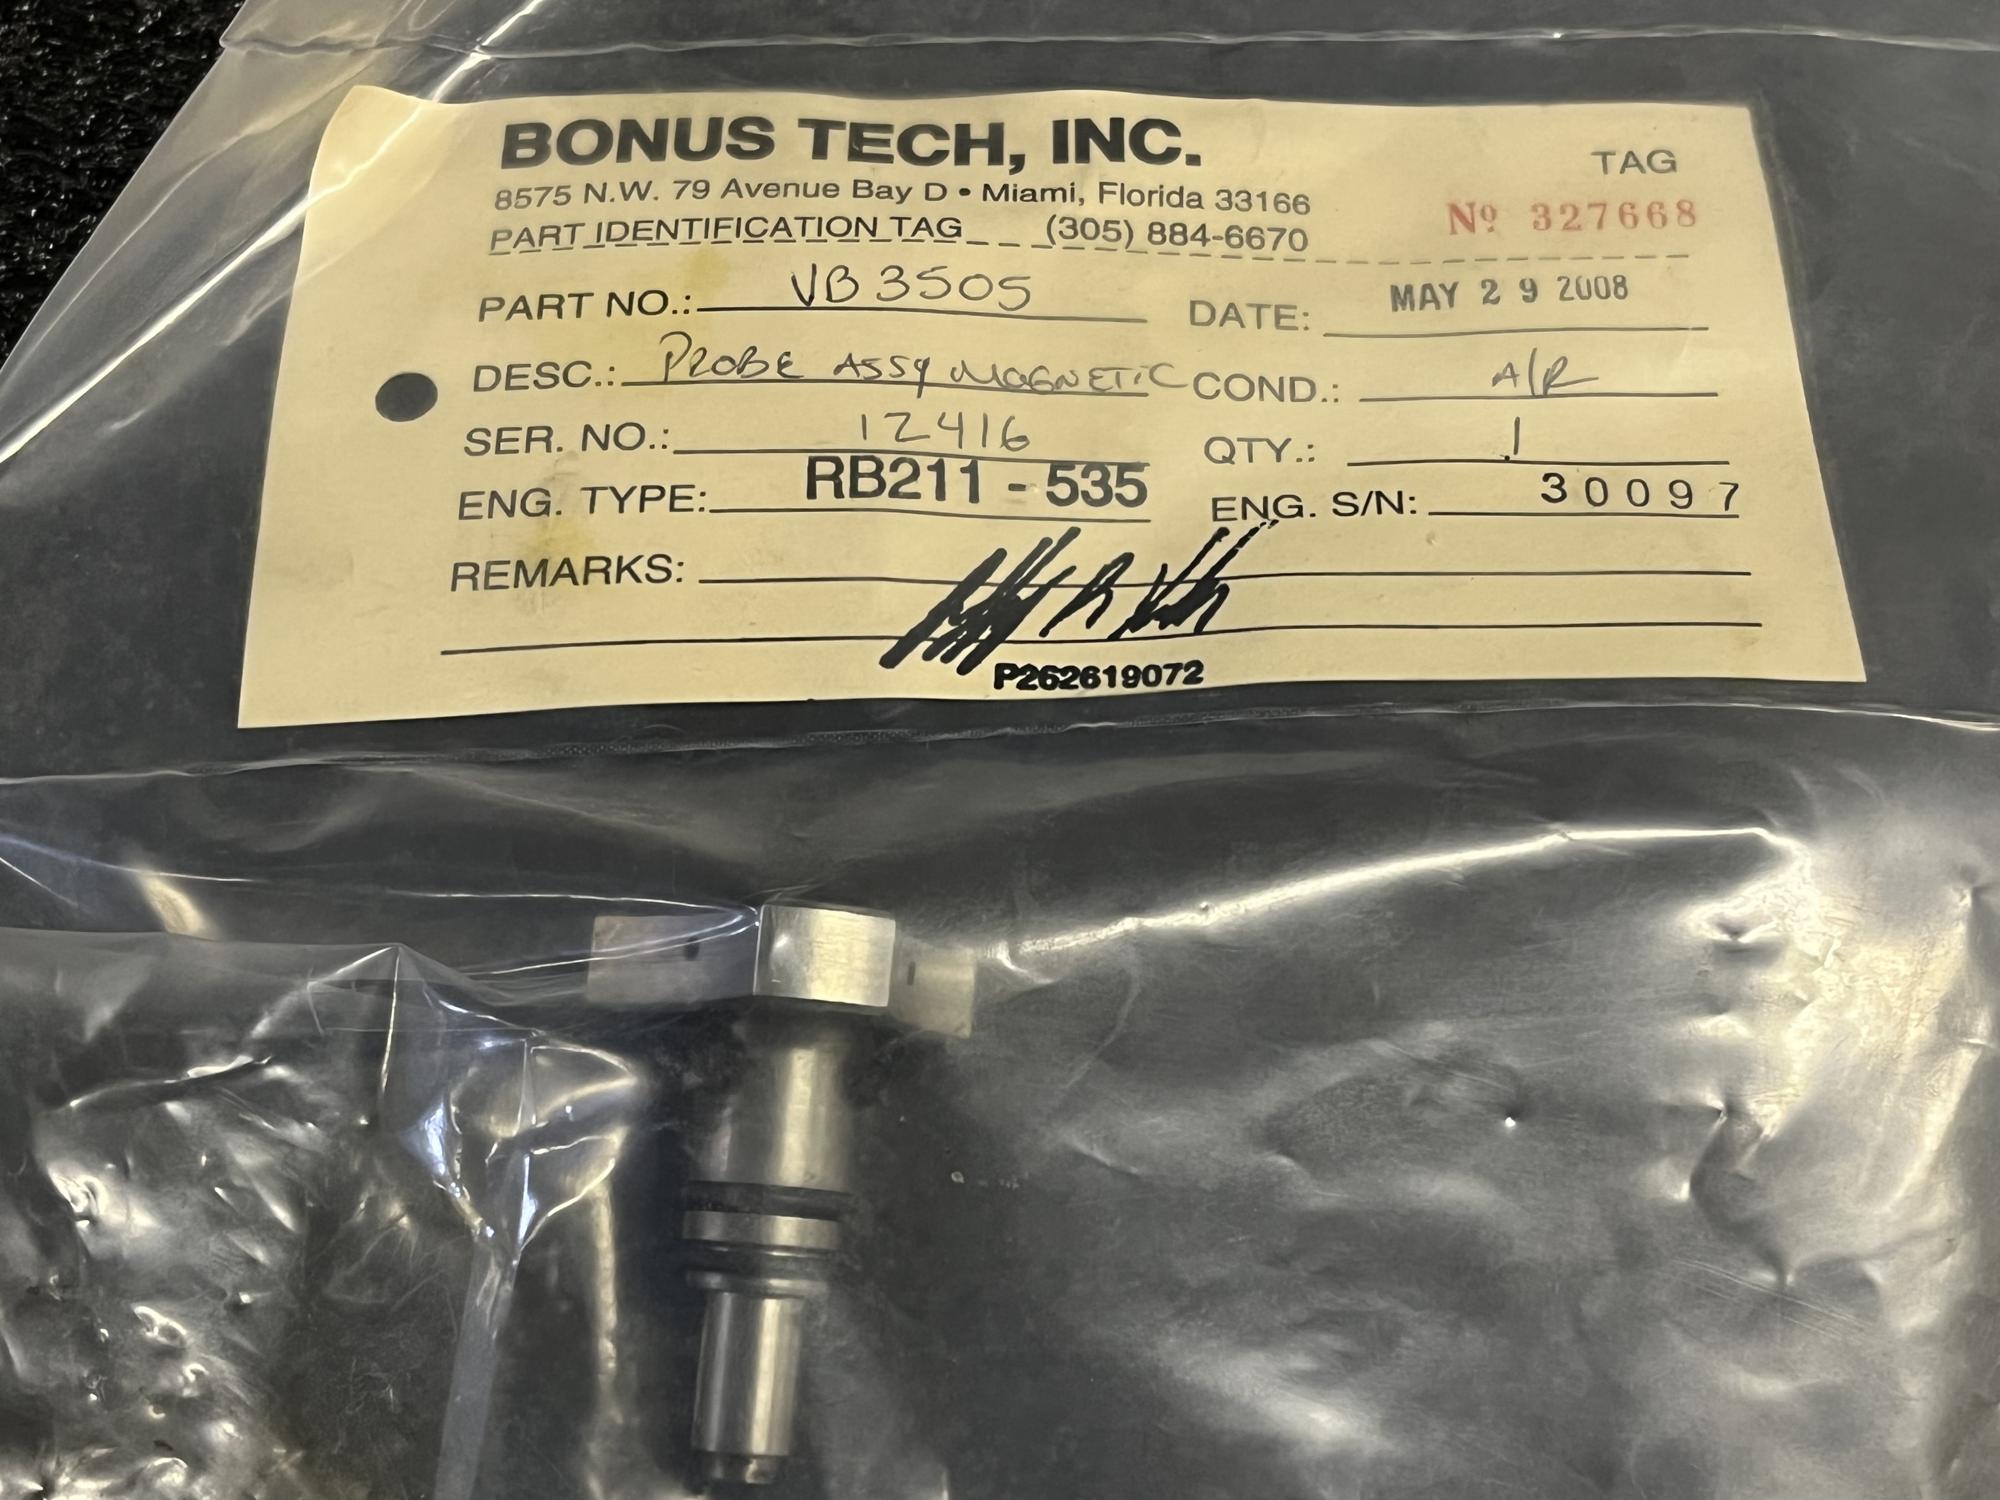 BONUS TECH, INC.
8575 N.W. 79 Avenue Bay D • Miami, Florida 33166
TAG
PART IDENTIFICATION TAG (305) 884-6670
Nº 327668
PART NO.: VB3505
DATE: MAY 29 2008
DESC.: PROBE ASSY MAGNETIC
COND.: A/R
SER. NO.: 12416
QTY.: 1
ENG. TYPE: RB211 - 535
ENG. S/N: 30097
REMARKS:
P262619072